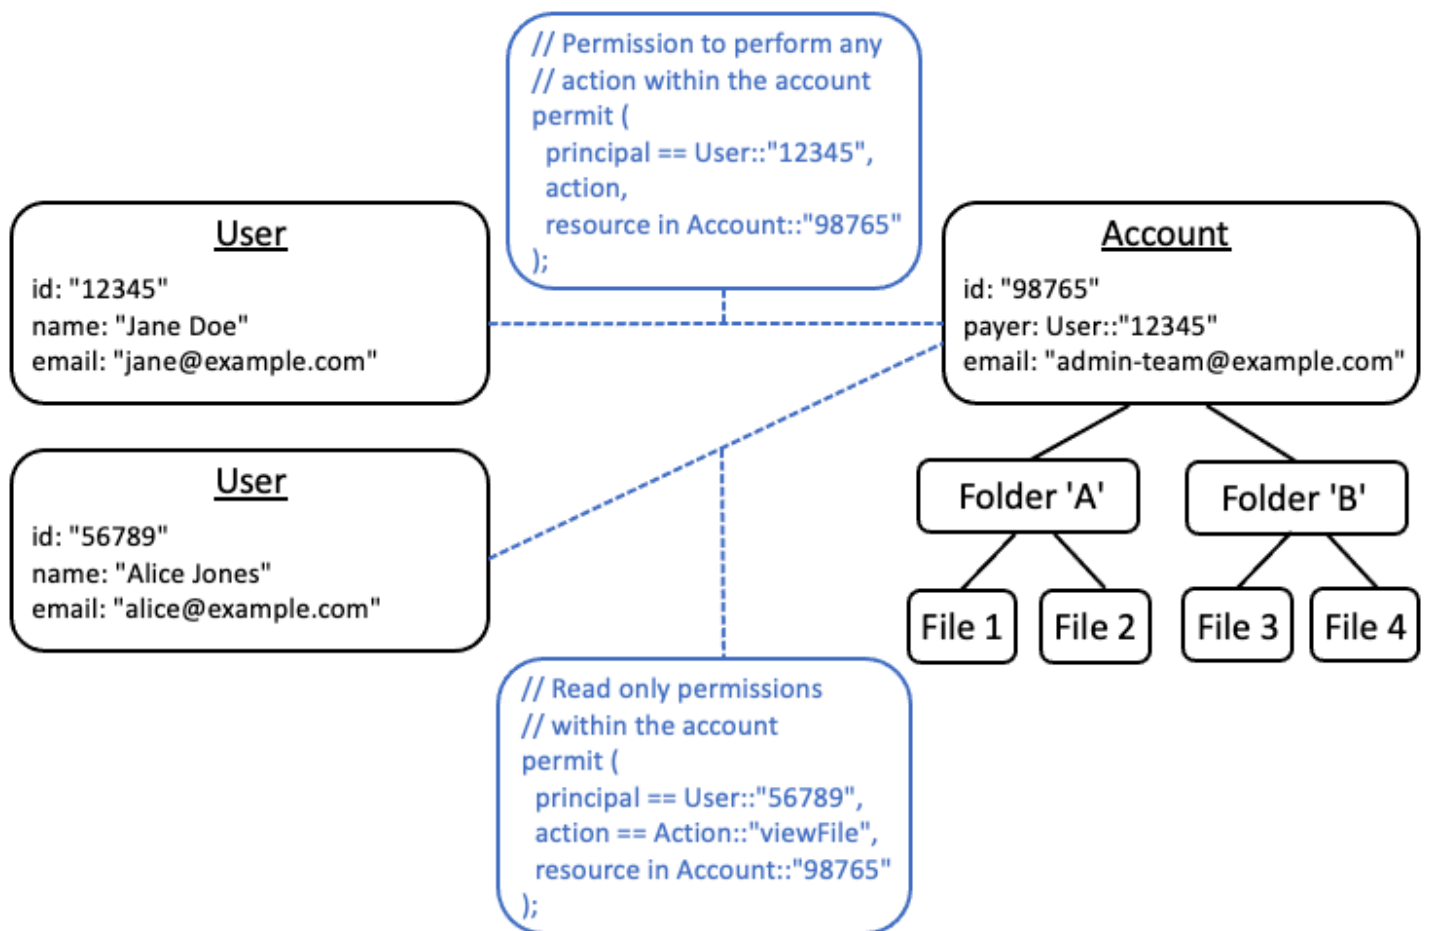 // Permission to perform any
// action within the account
permit (
principal == User::"12345",
action,
resource in Account::"98765"
);
User
id: "12345"
name: "Jane Doe"
email: "jane@example.com"
Account
id: "98765"
payer: User::"12345"
email: "admin-team@example.com"
User
id: "56789"
name: "Alice Jones"
email: "alice@example.com"
Folder 'A'
Folder 'B'
File 1
File 2
File 3
File 4
// Read only permissions
// within the account
permit (
principal == User::"56789",
action == Action::"viewFile",
resource in Account::"98765"
);